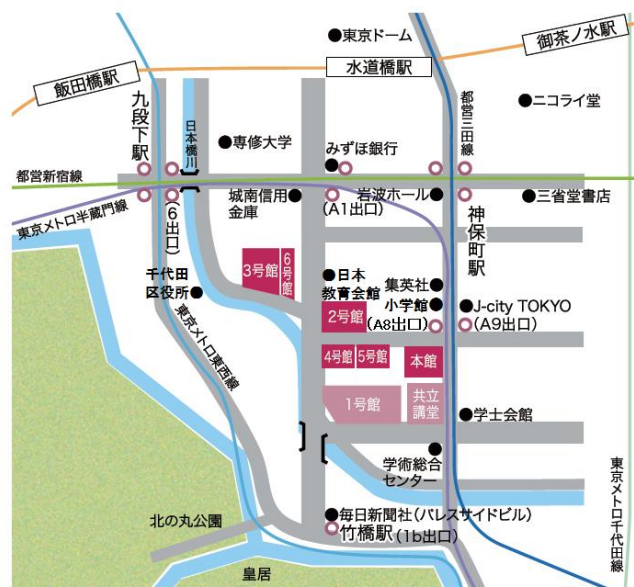 東京ドーム
御茶ノ水駅
飯田橋駅
水道橋駅
九段下駅
日本橋川
都営三田線
ニコライ堂
専修大学
みずほ銀行
都営新宿線
城南信用
金庫
岩波ホール
(A1出口)
三省堂書店
東京メトロ半蔵門線
(6出口)
神保町駅
3号館
6号館
日本
教育会館
千代田
区役所
集英社
小学館
(A8出口)
J-city TOKYO
(A9出口)
2号館
東京メトロ東西線
4号館
5号館
本館
1号館
共立
講堂
学士会館
学術総合
センター
東京メトロ千代田線
毎日新聞社(パレスサイドビル)
竹橋駅(1b出口)
北の丸公園
皇居